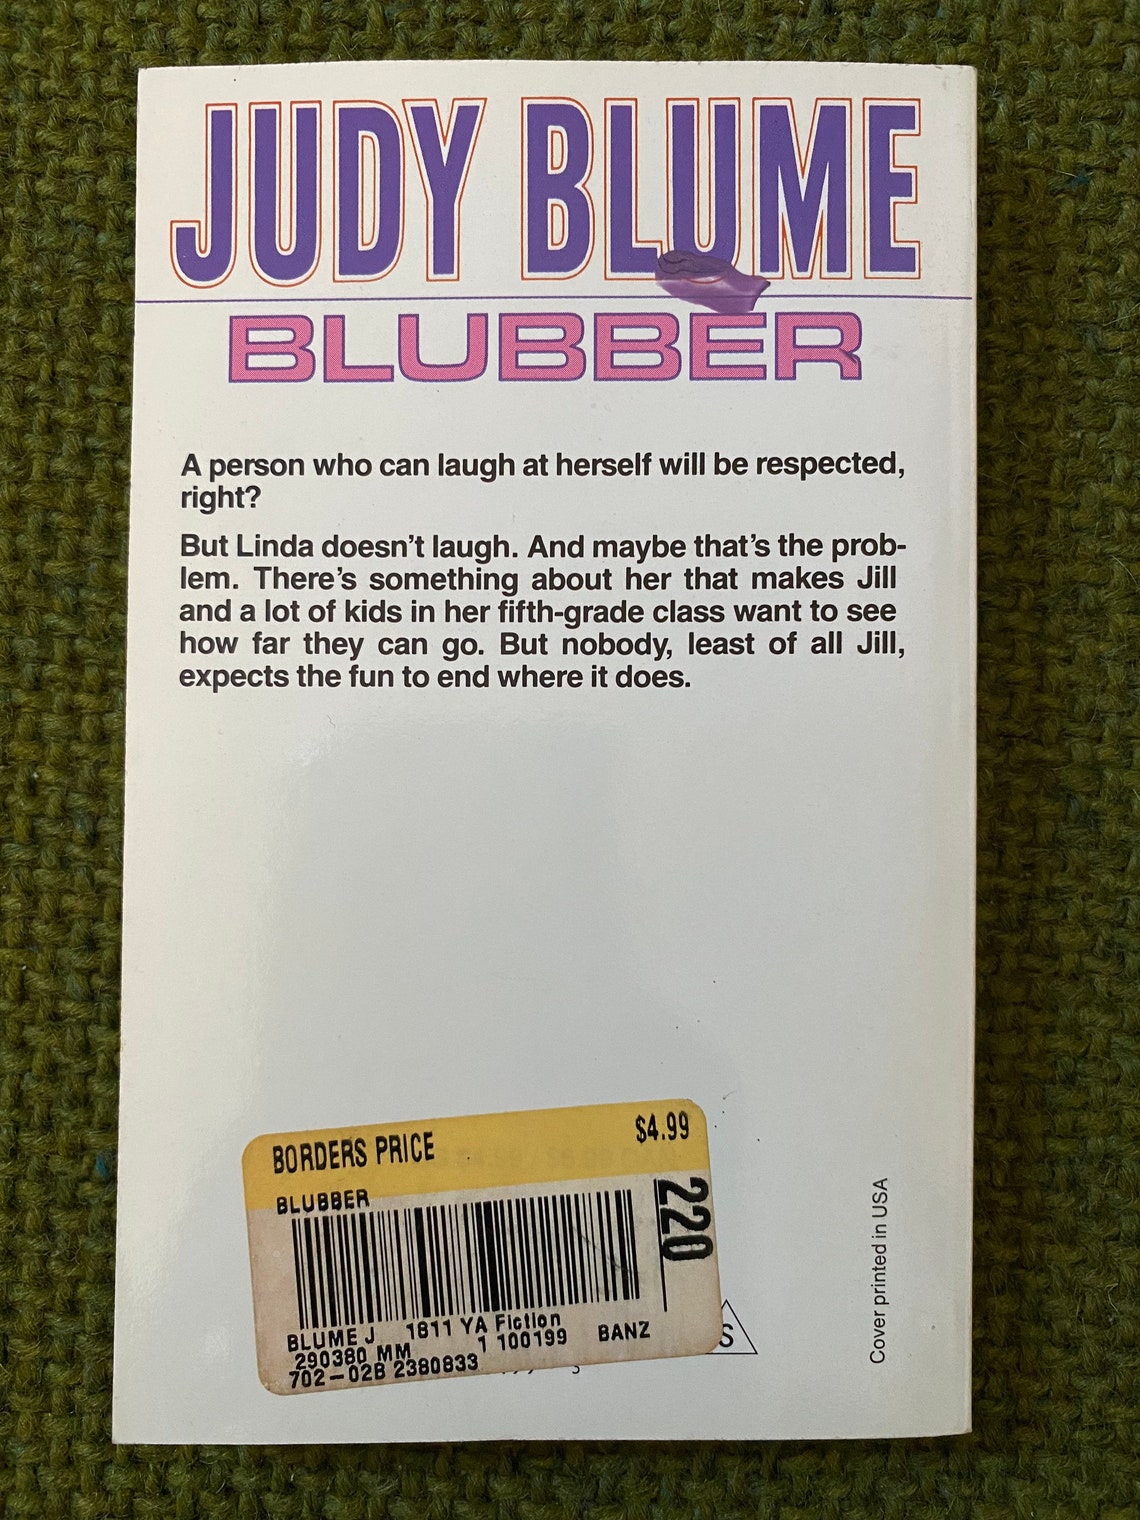 JUDY BLUME
BLUBBER
A person who can laugh at herself will be respected,
right?
But Linda doesn't laugh. And maybe that's the prob-
lem. There's something about her that makes Jill
and a lot of kids in her fifth-grade class want to see
how far they can go. But nobody, least of all Jill,
expects the fun to end where it does.
BORDERS PRICE $4.99
BLUBBER
220
BLUME J 1811 YA Fiction
290380 MM 1 100199 BANZ
702-02B 2380833
S
Cover printed in USA